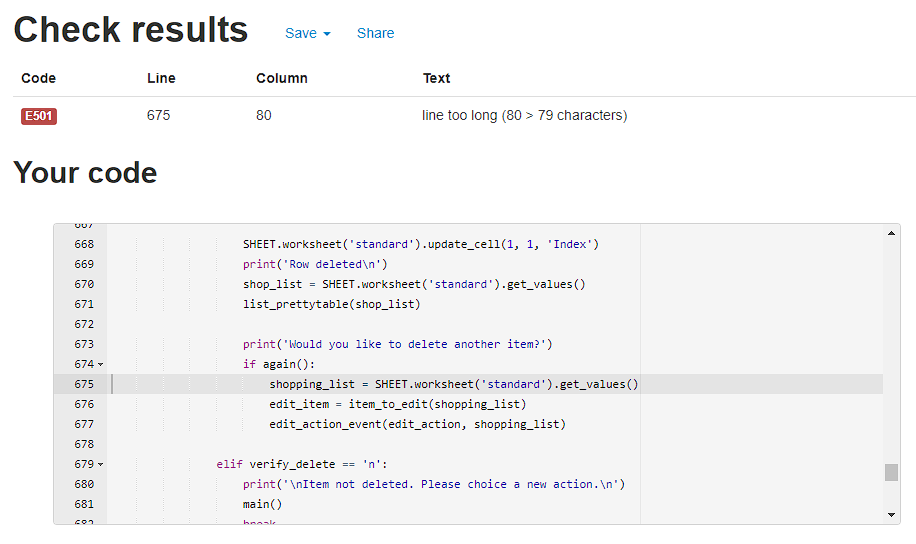 Check results Save Share
Code Line Column Text
E501 675 80 line too long (80 > 79 characters)
Your code
667
668 SHEET.worksheet('standard').update_cell(1, 1, 'Index')
669 print('Row deleted\n')
670 shop_list = SHEET.worksheet('standard').get_values()
671 list_prettytable(shop_list)
672
673 print('Would you like to delete another item?')
674 if again():
675 shopping_list = SHEET.worksheet('standard').get_values()
676 edit_item = item_to_edit(shopping_list)
677 edit_action_event(edit_action, shopping_list)
678
679 elif verify_delete == 'n':
680 print('\nItem not deleted. Please choice a new action.\n')
681 main()
682 break